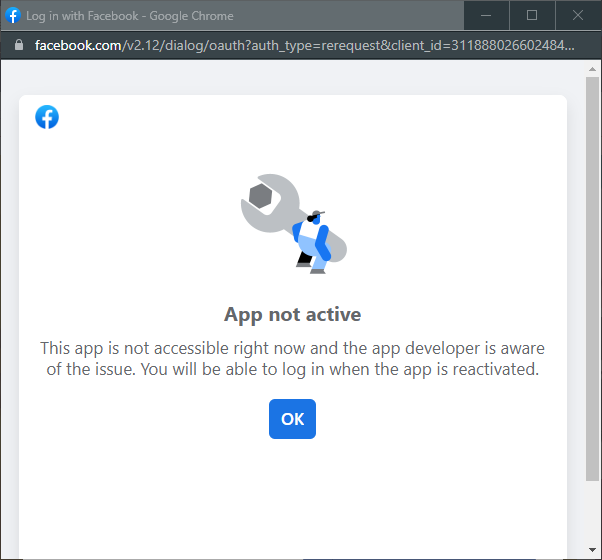 Log in with Facebook - Google Chrome
facebook.com/v2.12/dialog/oauth?auth_type=rerequest&client_id=311888026602484...
App not active
This app is not accessible right now and the app developer is aware
of the issue. You will be able to log in when the app is reactivated.
OK